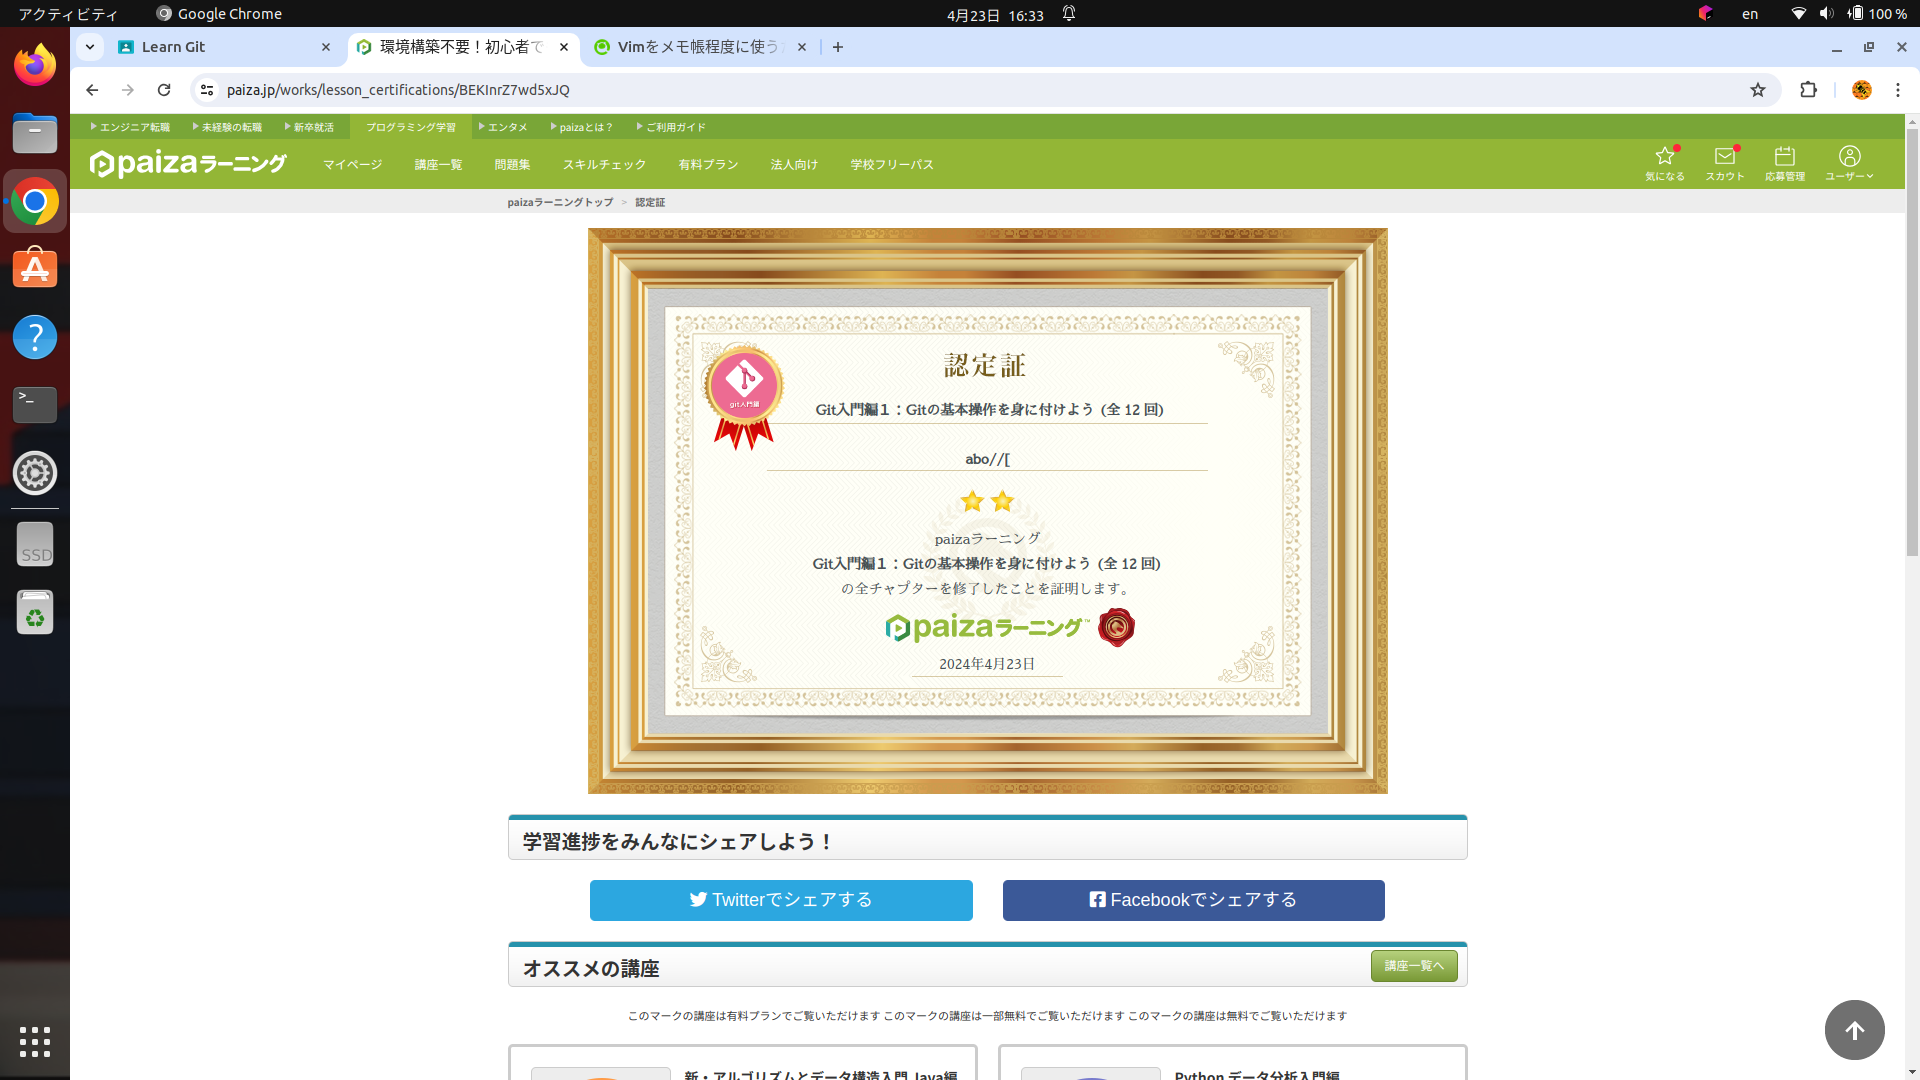 アクティビティ
Google Chrome
4月23日 16:33
en
100 %
Learn Git
環境構築不要！初心者で
Vimをメモ帳程度に使う
paiza.jp/works/lesson_certifications/BEKInrZ7wd5xJQ
エンジニア転職
未経験の転職
新卒就活
プログラミング学習
エンタメ
paizaとは？
ご利用ガイド
paizaラーニング
マイページ
講座一覧
問題集
スキルチェック
有料プラン
法人向け
学校フリーパス
気になる
スカウト
応募管理
ユーザー
paizaラーニングトップ > 認定証
認定証
git入門編
Git入門編１：Gitの基本操作を身に付けよう (全 12 回)
abo//[
paizaラーニング
Git入門編１：Gitの基本操作を身に付けよう (全 12 回)
の全チャプターを修了したことを証明します。
paizaラーニング™
2024年4月23日
SSD
学習進捗をみんなにシェアしよう！
Twitterでシェアする
Facebookでシェアする
オススメの講座
講座一覧へ
このマークの講座は有料プランでご覧いただけます このマークの講座は一部無料でご覧いただけます このマークの講座は無料でご覧いただけます
新・アルゴリズムとデータ構造入門 Java編
Python データ分析入門編